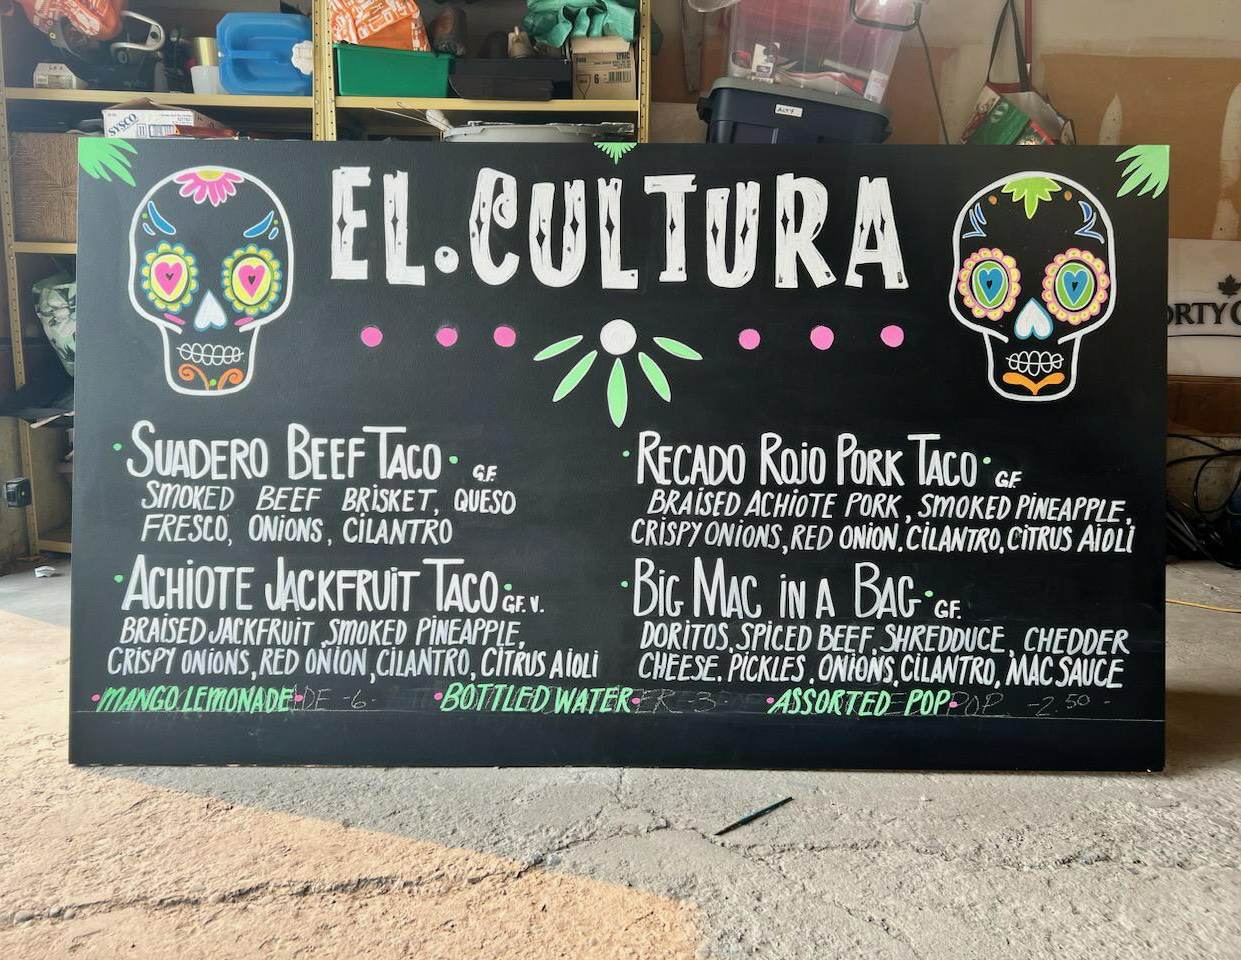 SYSCO
ALTY
EL.CULTURA
ORTY
SUADERO BEEF TACO G.F.
SMOKED BEEF BRISKET, QUESO
FRESCO, ONIONS, CILANTRO
RECADO ROJO PORK TACO GF
BRAISED ACHIOTE PORK, SMOKED PINEAPPLE,
CRISPY ONIONS, RED ONION, CILANTRO, CITRUS AIOLI
ACHIOTE JACKFRUIT TACO G.F. V.
BRAISED JACKFRUIT, SMOKED PINEAPPLE,
CRISPY ONIONS, RED ONION, CILANTRO, CITRUS AIOLI
BIG MAC IN A BAG G.F.
DORITOS, SPICED BEEF, SHREDDUCE, CHEDDER
CHEESE, PICKLES, ONIONS, CILANTRO, MAC SAUCE
MANGO LEMONADE DE -6-
BOTTLED WATER ER -3-
ASSORTED POP POP -2.50-